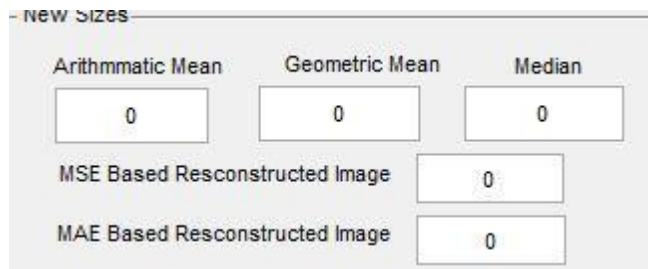 New Sizes
Arithmmatic Mean Geometric Mean Median
0 0 0
MSE Based Resconstructed Image 0
MAE Based Resconstructed Image 0